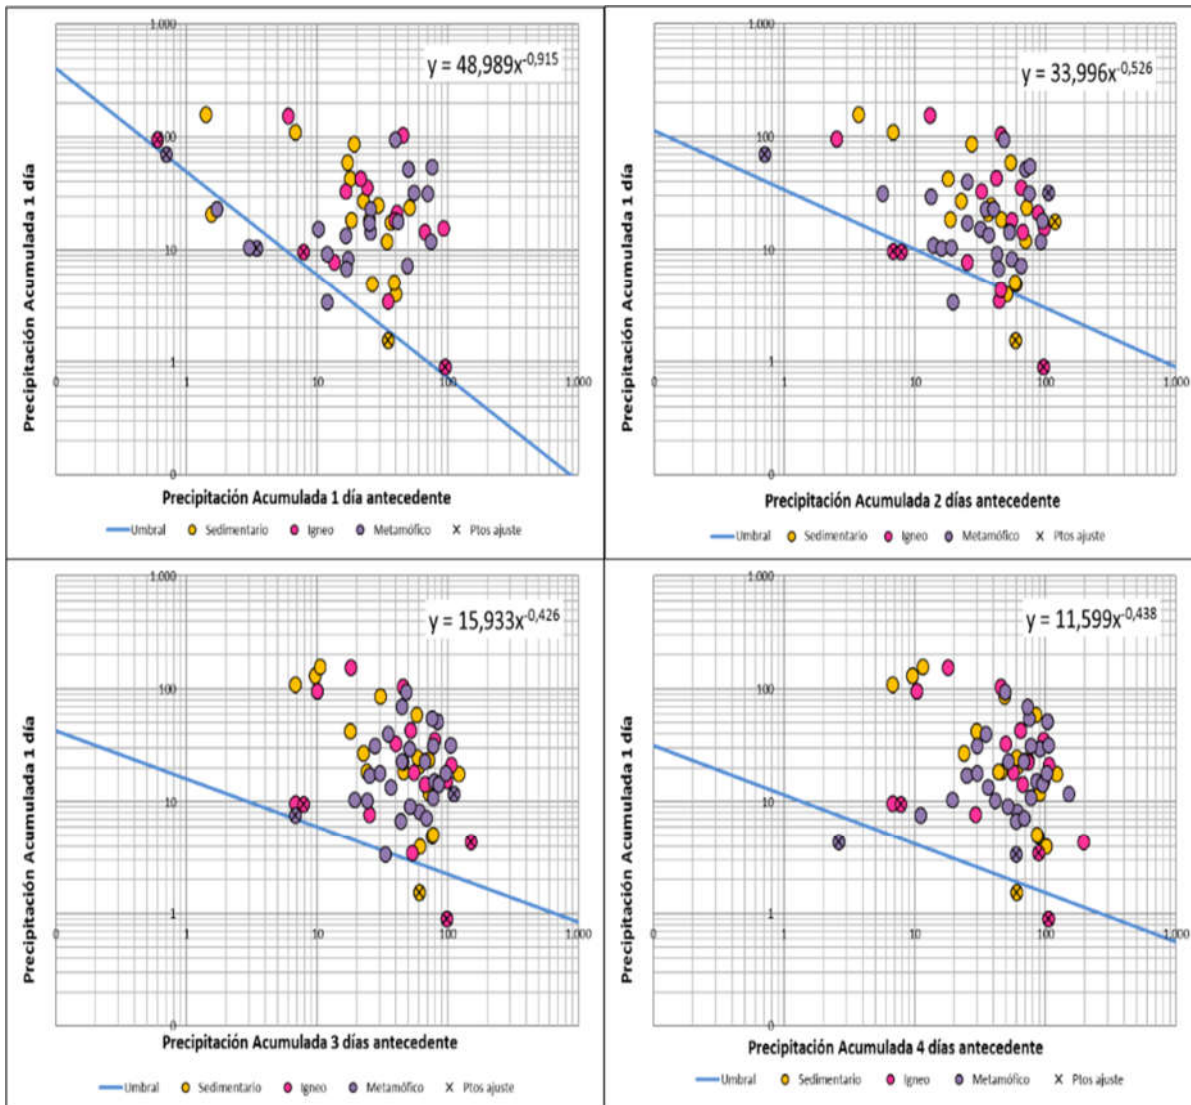 1.000
y = 48,989x-0,915
100
10
1
0 1 10 100 1.000
0
Precipitación Acumulada 1 día
Precipitación Acumulada 1 día antecedente
Umbral Sedimentario Igneo Metamófico Ptos ajuste
1.000
y = 33,996x-0,526
100
10
1
0 1 10 100 1.000
0
Precipitación Acumulada 1 día
Precipitación Acumulada 2 días antecedente
Umbral Sedimentario Igneo Metamófico Ptos ajuste
1.000
y = 15,933x-0,426
100
10
1
0 1 10 100 1.000
0
Precipitación Acumulada 1 día
Precipitación Acumulada 3 días antecedente
Umbral Sedimentario Igneo Metamófico Ptos ajuste
1.000
y = 11,599x-0,438
100
10
1
0 1 10 100 1.000
0
Precipitación Acumulada 1 día
Precipitación Acumulada 4 días antecedente
Umbral Sedimentario Igneo Metamófico Ptos ajuste